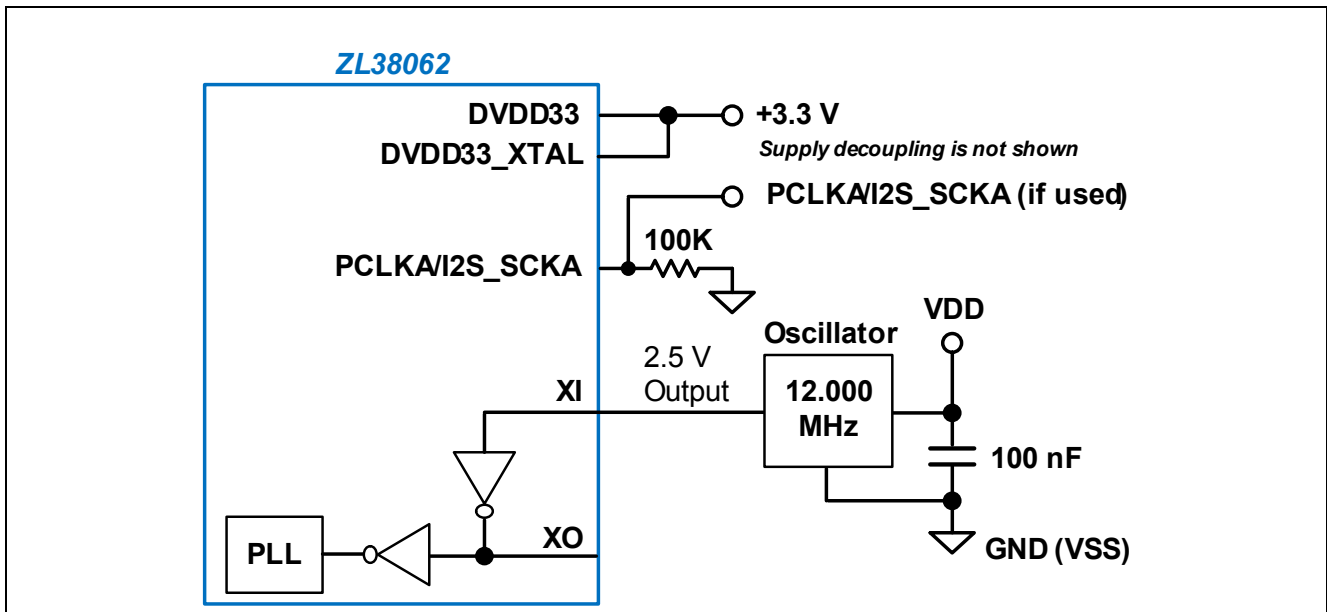 ZL38062
DVDD33
+3.3 V
DVDD33_XTAL
Supply decoupling is not shown
PCLKA/I2S_SCKA (if used)
100K
PCLKA/I2S_SCKA
VDD
Oscillator
2.5 V
Output
XI
12.000
MHz
100 nF
XO
PLL
GND (VSS)